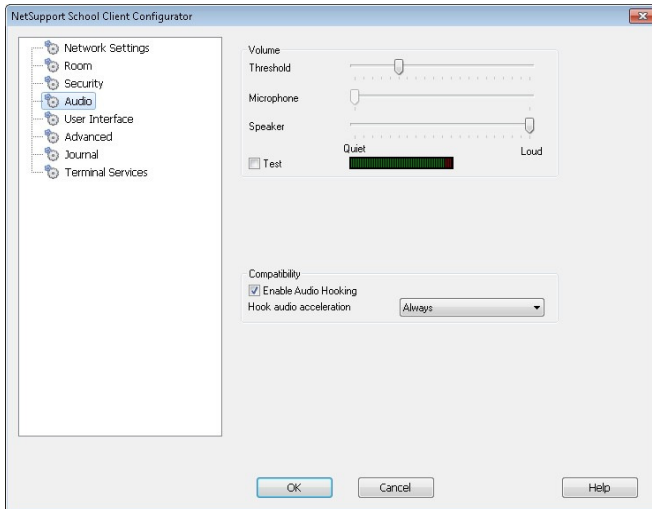 NetSupport School Client Configurator
Network Settings
Room
Security
Audio
User Interface
Advanced
Journal
Terminal Services
Volume
Threshold
Microphone
Speaker
Quiet
Loud
Test
Compatibility
Enable Audio Hooking
Hook audio acceleration
Always
OK
Cancel
Help